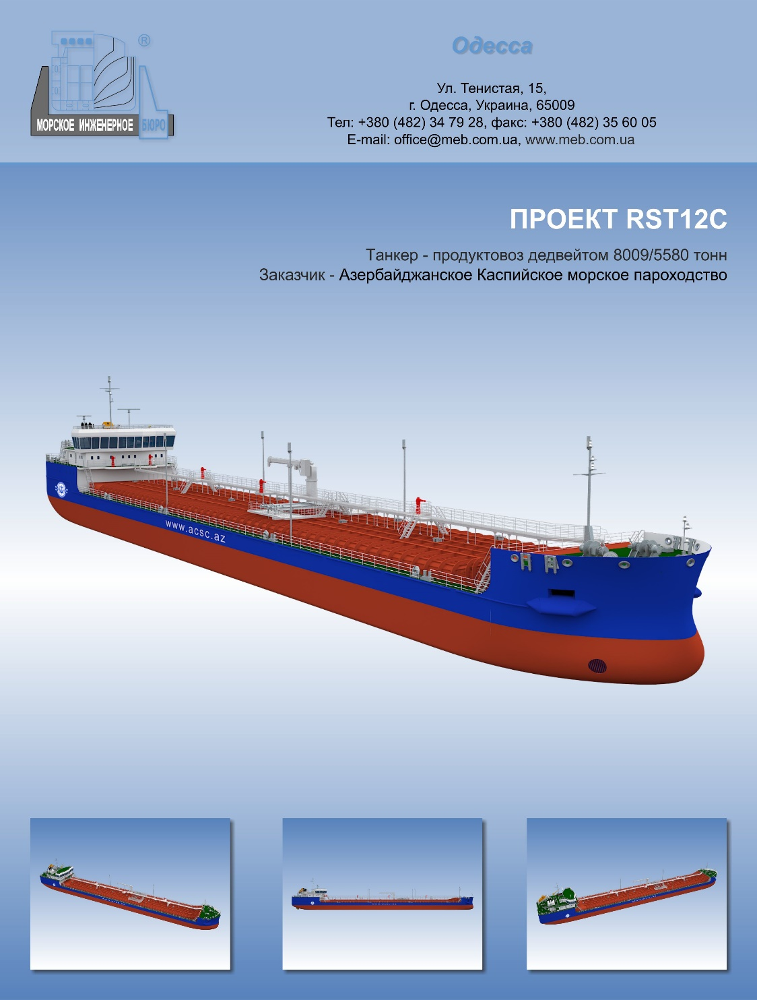 ®
МОРСКОЕ ИНЖЕНЕРНОЕ БЮРО
Одесса
Ул. Тенистая, 15,
г. Одесса, Украина, 65009
Тел: +380 (482) 34 79 28, факс: +380 (482) 35 60 05
E-mail: office@meb.com.ua, www.meb.com.ua
ПРОЕКТ RST12C
Танкер - продуктовоз дедвейтом 8009/5580 тонн
Заказчик - Азербайджанское Каспийское морское пароходство
www.acsc.az